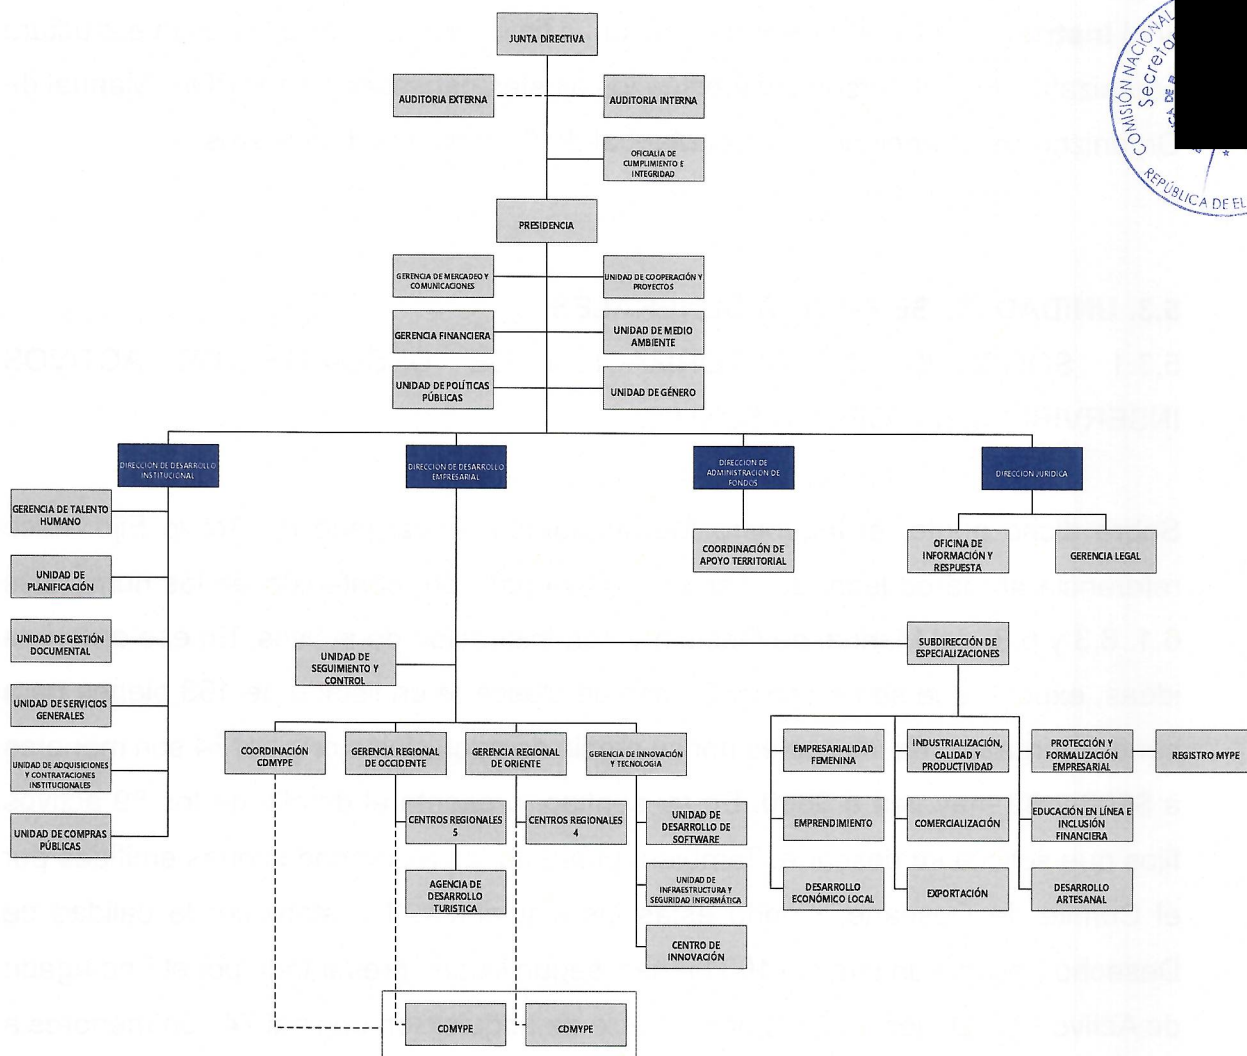 JUNTA DIRECTIVA
AUDITORIA EXTERNA
AUDITORIA INTERNA
OFICIALIA DE
CUMPLIMIENTO E
INTEGRIDAD
PRESIDENCIA
GERENCIA DE MERCADEO Y
COMUNICACIONES
UNIDAD DE COOPERACIÓN Y
PROYECTOS
GERENCIA FINANCIERA
UNIDAD DE MEDIO
AMBIENTE
UNIDAD DE POLÍTICAS
PÚBLICAS
UNIDAD DE GÉNERO
DIRECCION DE DESARROLLO
INSTITUCIONAL
DIRECCION DE DESARROLLO
EMPRESARIAL
DIRECCION DE
ADMINISTRACION DE
FONDOS
DIRECCION JURIDICA
GERENCIA DE TALENTO
HUMANO
UNIDAD DE
PLANIFICACIÓN
UNIDAD DE GESTIÓN
DOCUMENTAL
UNIDAD DE SERVICIOS
GENERALES
UNIDAD DE ADQUISICIONES
Y CONTRATACIONES
INSTITUCIONALES
UNIDAD DE COMPRAS
PÚBLICAS
COORDINACIÓN DE
APOYO TERRITORIAL
OFICINA DE
INFORMACIÓN Y
RESPUESTA
GERENCIA LEGAL
UNIDAD DE
SEGUIMIENTO Y
CONTROL
SUBDIRECCIÓN DE
ESPECIALIZACIONES
COORDINACIÓN
CDMYPE
GERENCIA REGIONAL
DE OCCIDENTE
GERENCIA REGIONAL
DE ORIENTE
GERENCIA DE INNOVACIÓN
Y TECNOLOGIA
CENTROS REGIONALES
5
CENTROS REGIONALES
4
UNIDAD DE
DESARROLLO DE
SOFTWARE
AGENCIA DE
DESARROLLO
TURISTICA
UNIDAD DE
INFRAESTRUCTURA Y
SEGURIDAD INFORMÁTICA
CENTRO DE
INNOVACIÓN
CDMYPE
CDMYPE
EMPRESARIALIDAD
FEMENINA
INDUSTRIALIZACIÓN,
CALIDAD Y
PRODUCTIVIDAD
PROTECCIÓN Y
FORMALIZACIÓN
EMPRESARIAL
REGISTRO MYPE
EMPRENDIMIENTO
COMERCIALIZACIÓN
EDUCACIÓN EN LÍNEA E
INCLUSIÓN
FINANCIERA
DESARROLLO
ECONÓMICO LOCAL
EXPORTACIÓN
DESARROLLO
ARTESANAL
COMISIÓN NACIONAL
REPÚBLICA DE EL